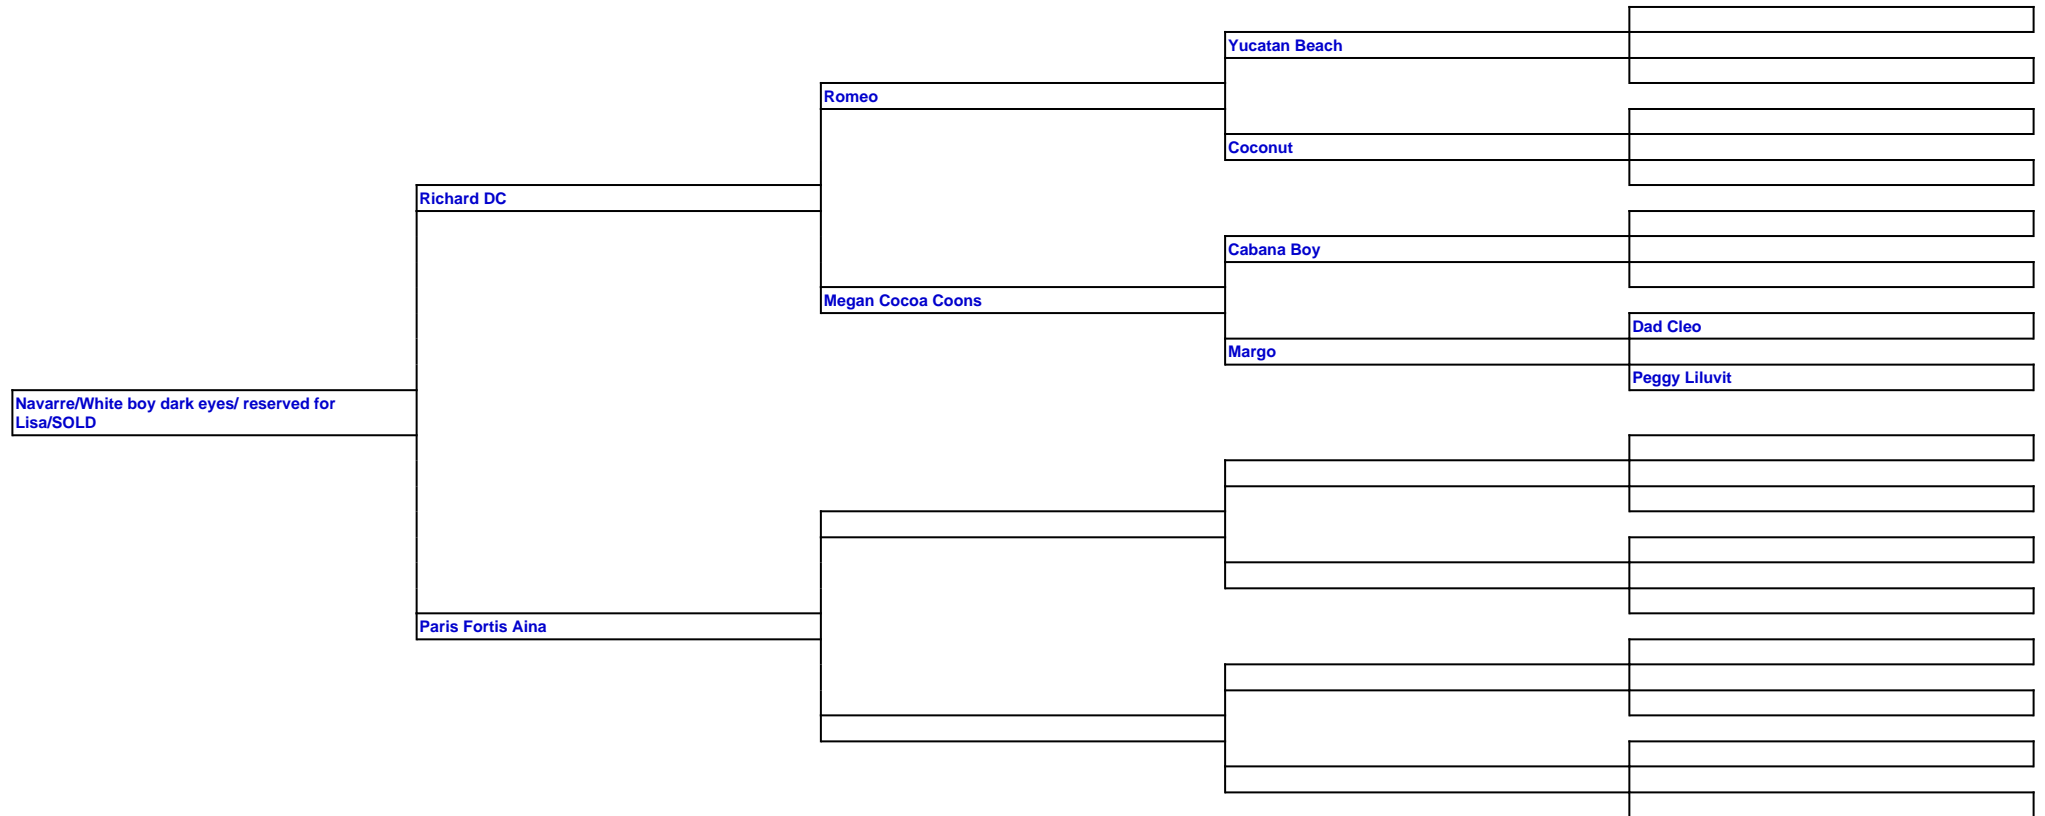 Yucatan Beach
Romeo
Coconut
Richard DC
Cabana Boy
Megan Cocoa Coons
Dad Cleo
Margo
Peggy Liluvit
Navarre/White boy dark eyes/ reserved for
Lisa/SOLD
Paris Fortis Aina